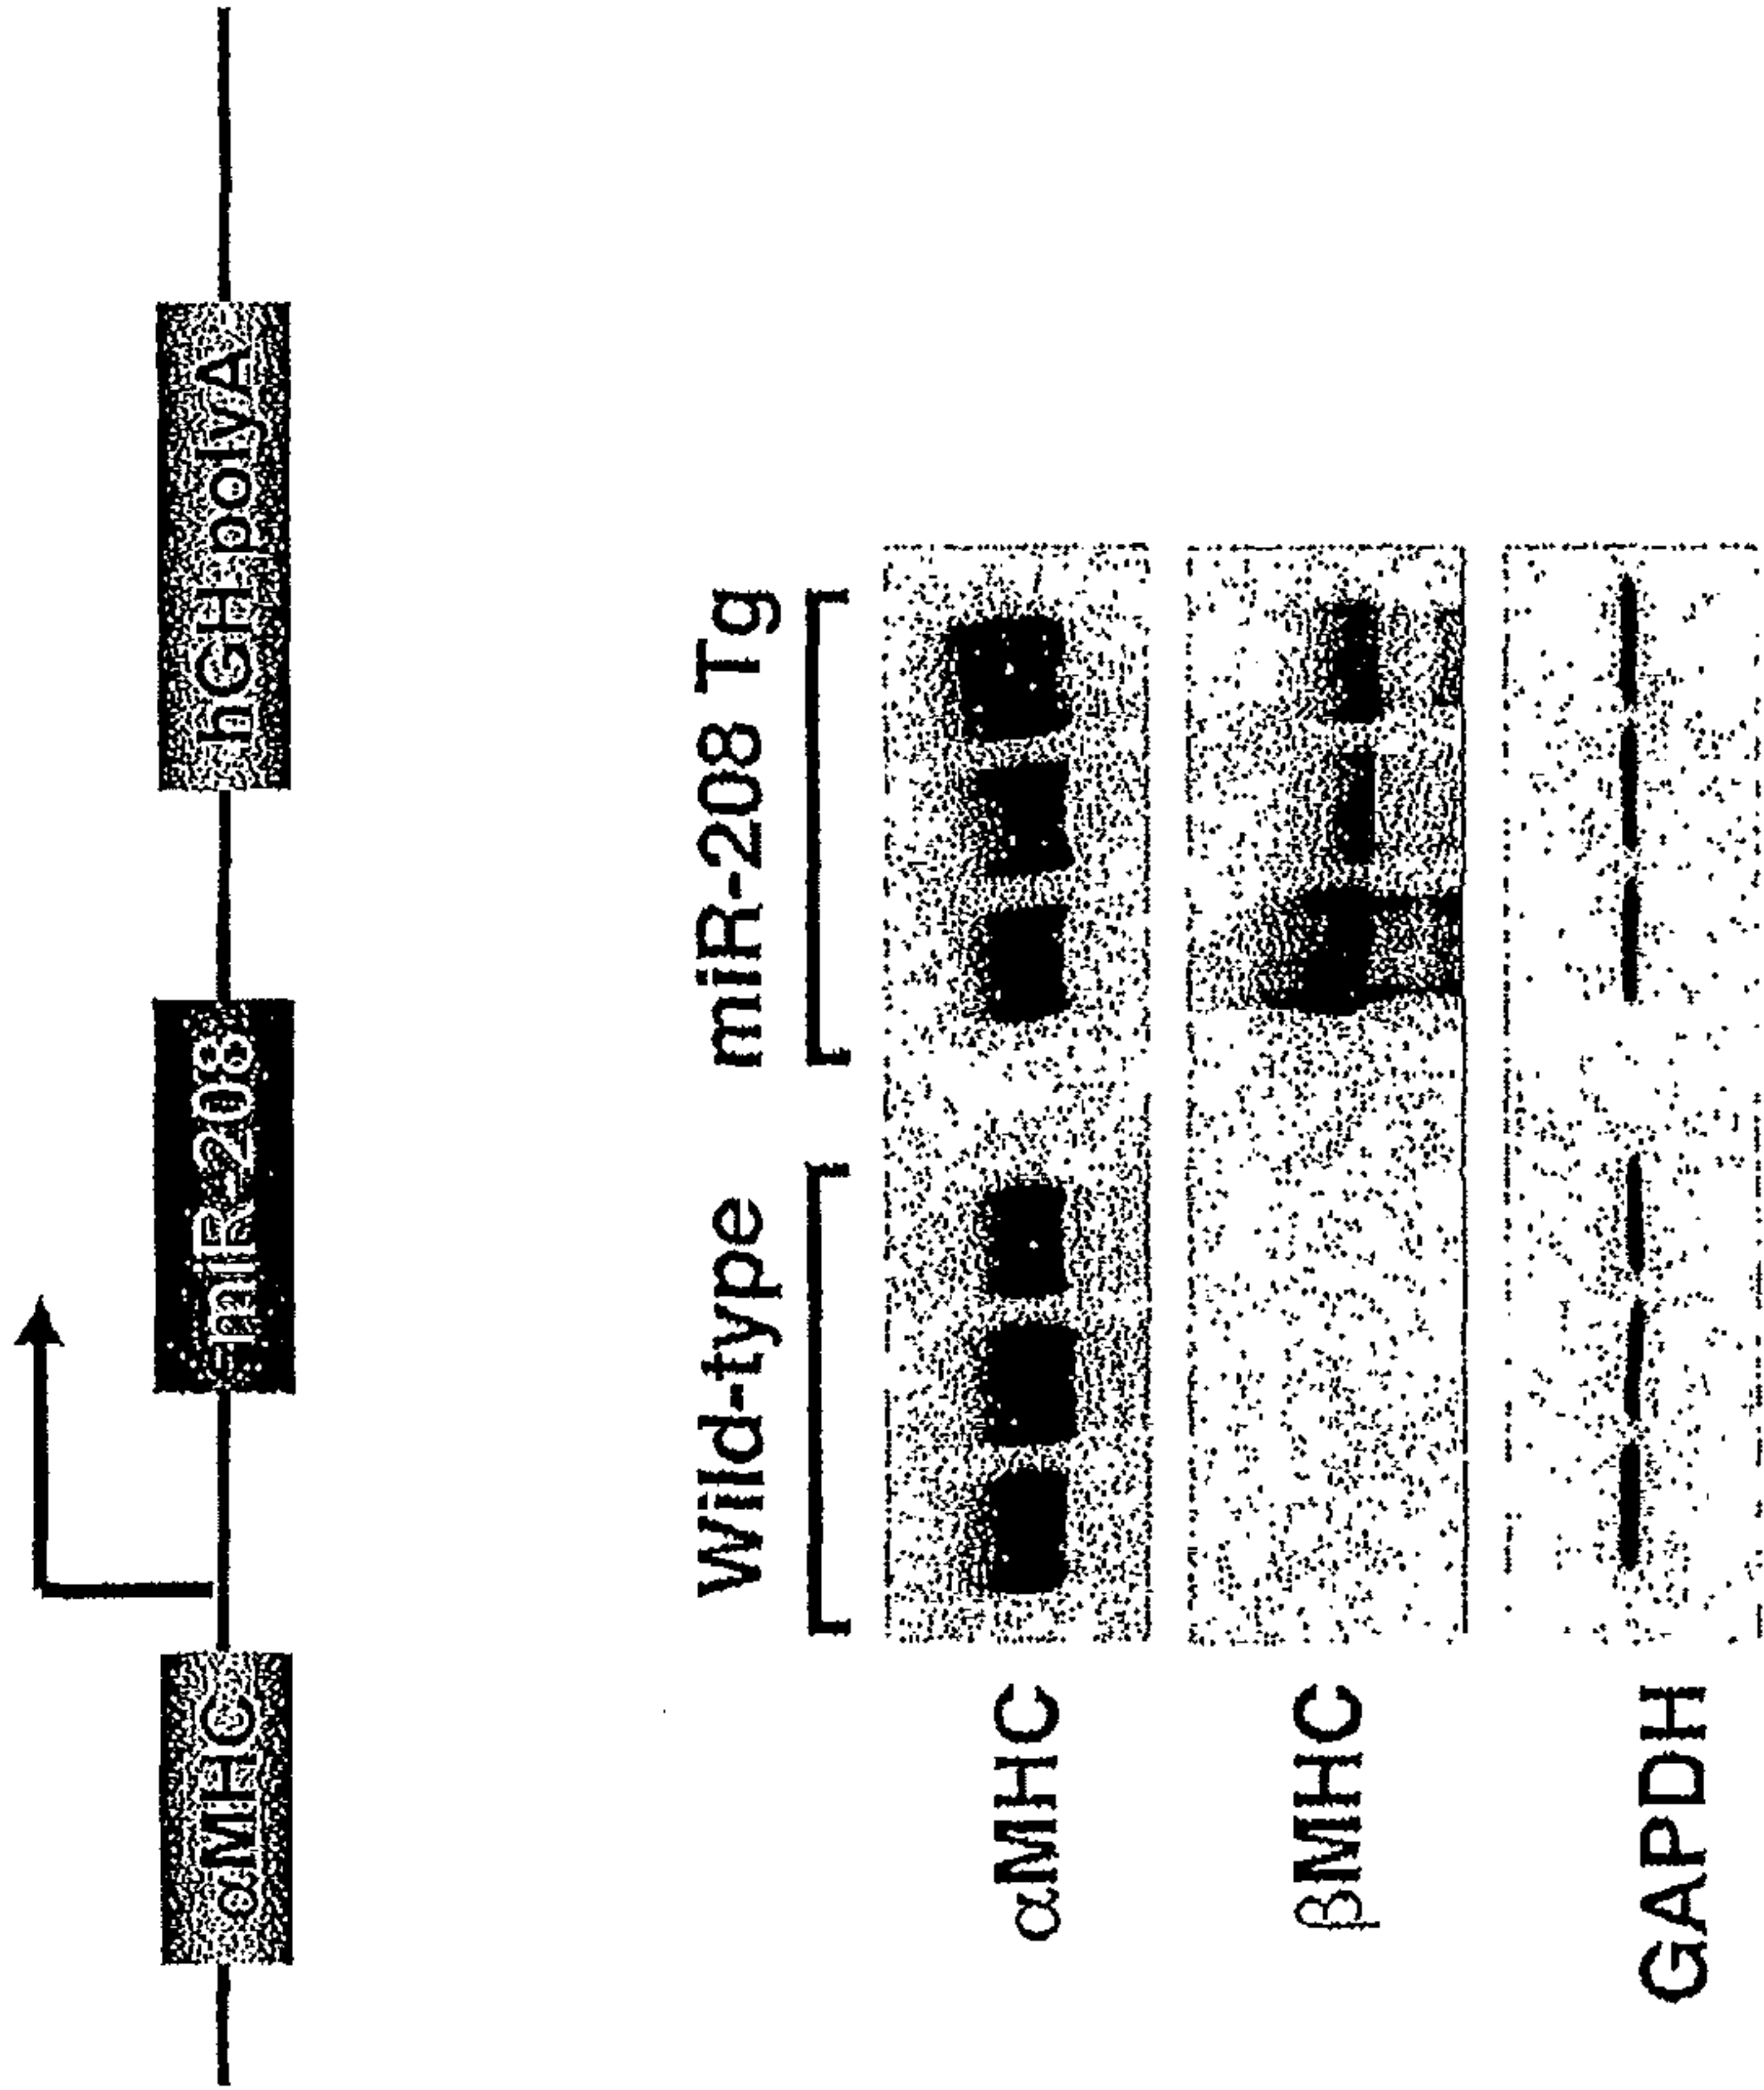 αMHC miR-208 hGH polyA
Wild-type miR-208 Tg
αMHC
βMHC
GAPDH